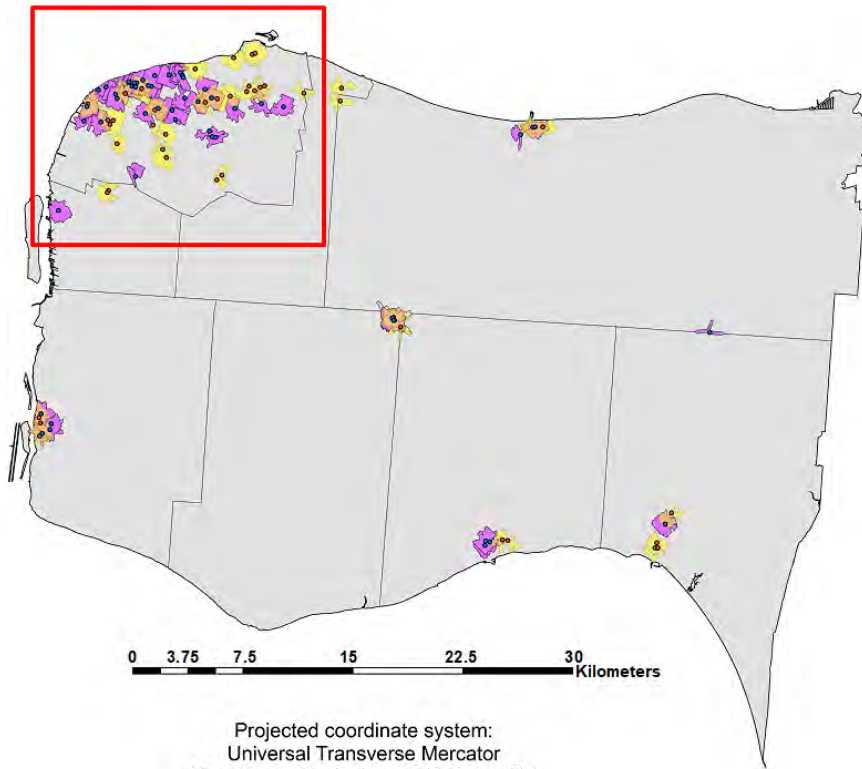 0 3.75 7.5 15 22.5 30
Kilometers
Projected coordinate system:
Universal Transverse Mercator